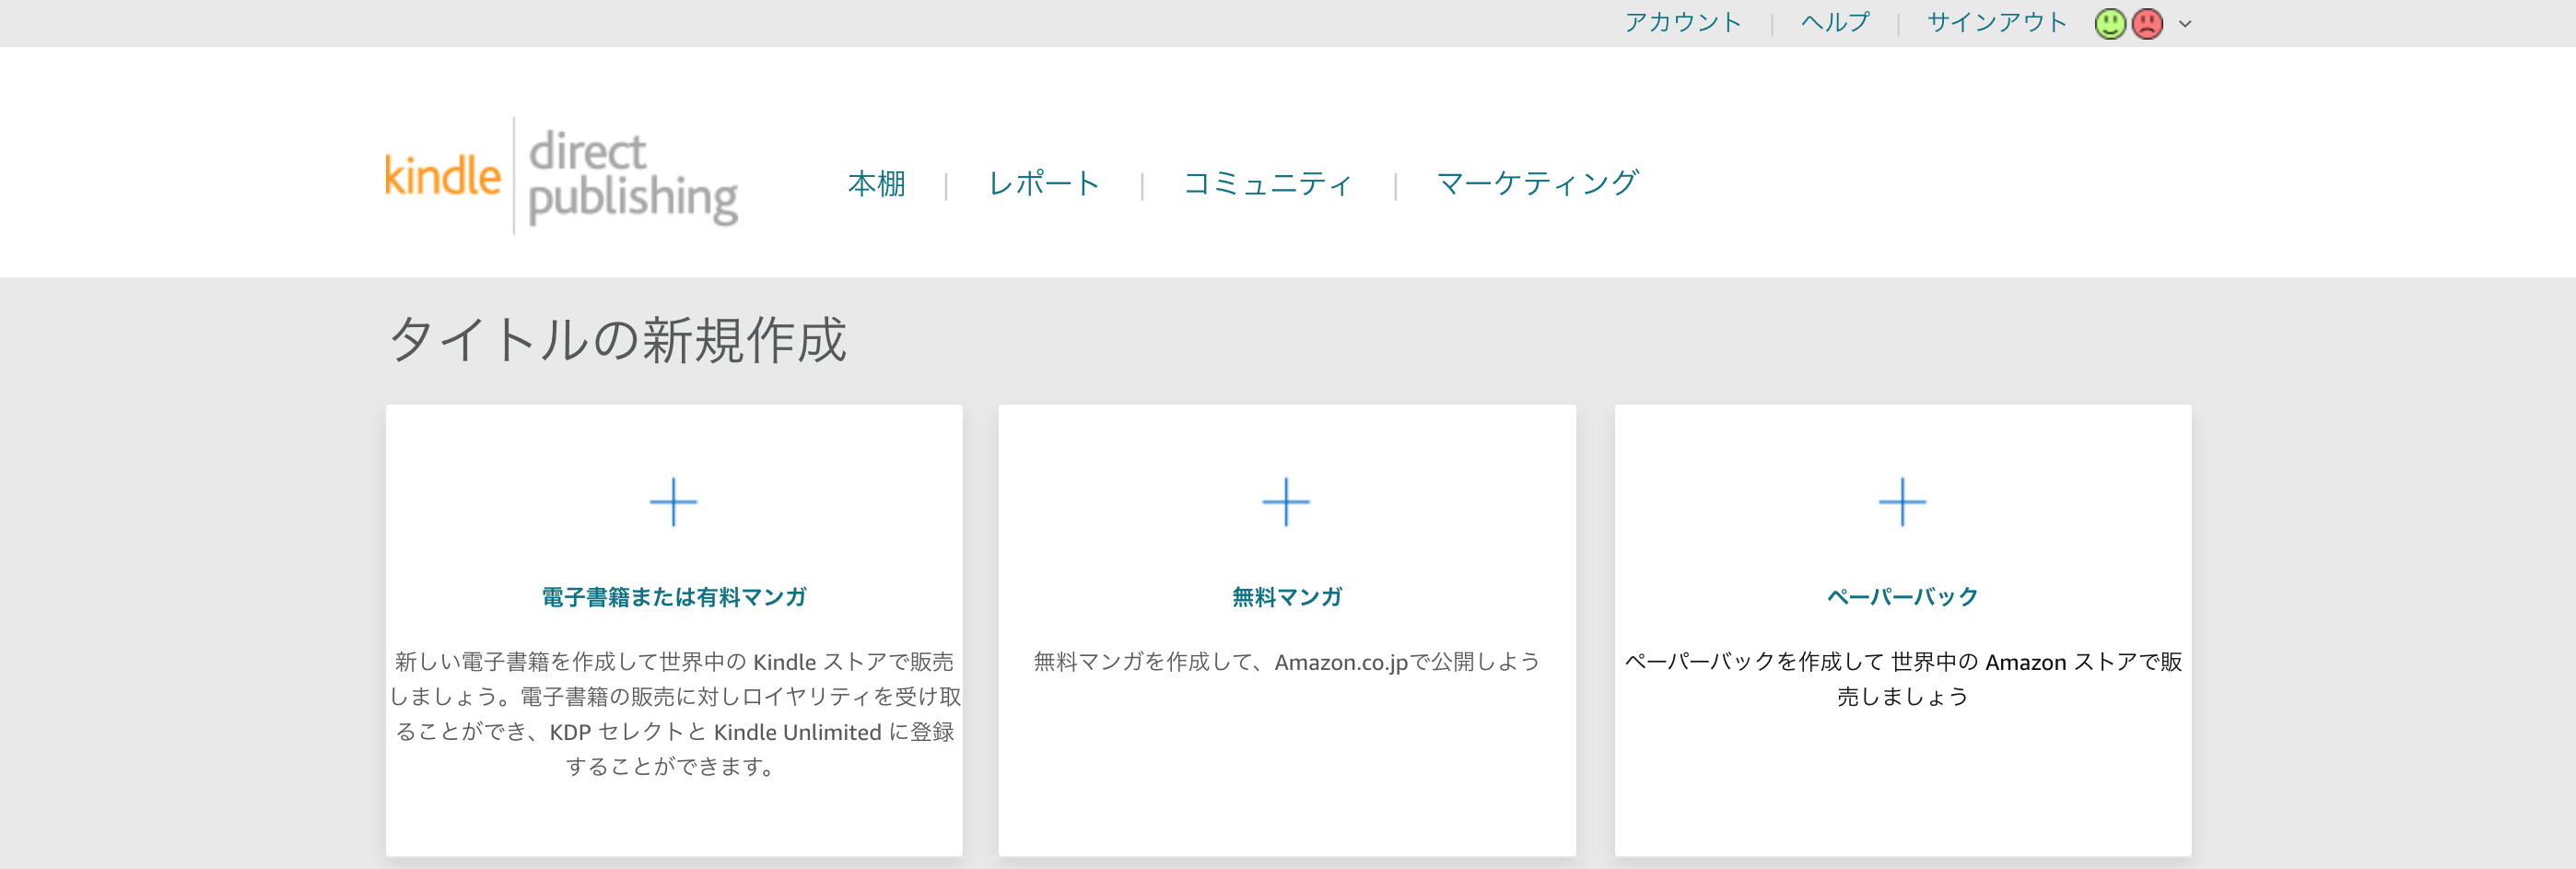 アカウント | ヘルプ | サインアウト
kindle direct publishing
本棚 | レポート | コミュニティ | マーケティング
タイトルの新規作成
電子書籍または有料マンガ
新しい電子書籍を作成して世界中の Kindle ストアで販売
しましょう。電子書籍の販売に対しロイヤリティを受け取
ることができ、KDP セレクトと Kindle Unlimited に登録
することができます。
無料マンガ
無料マンガを作成して、Amazon.co.jpで公開しよう
ペーパーバック
ペーパーバックを作成して 世界中の Amazon ストアで販
売しましょう